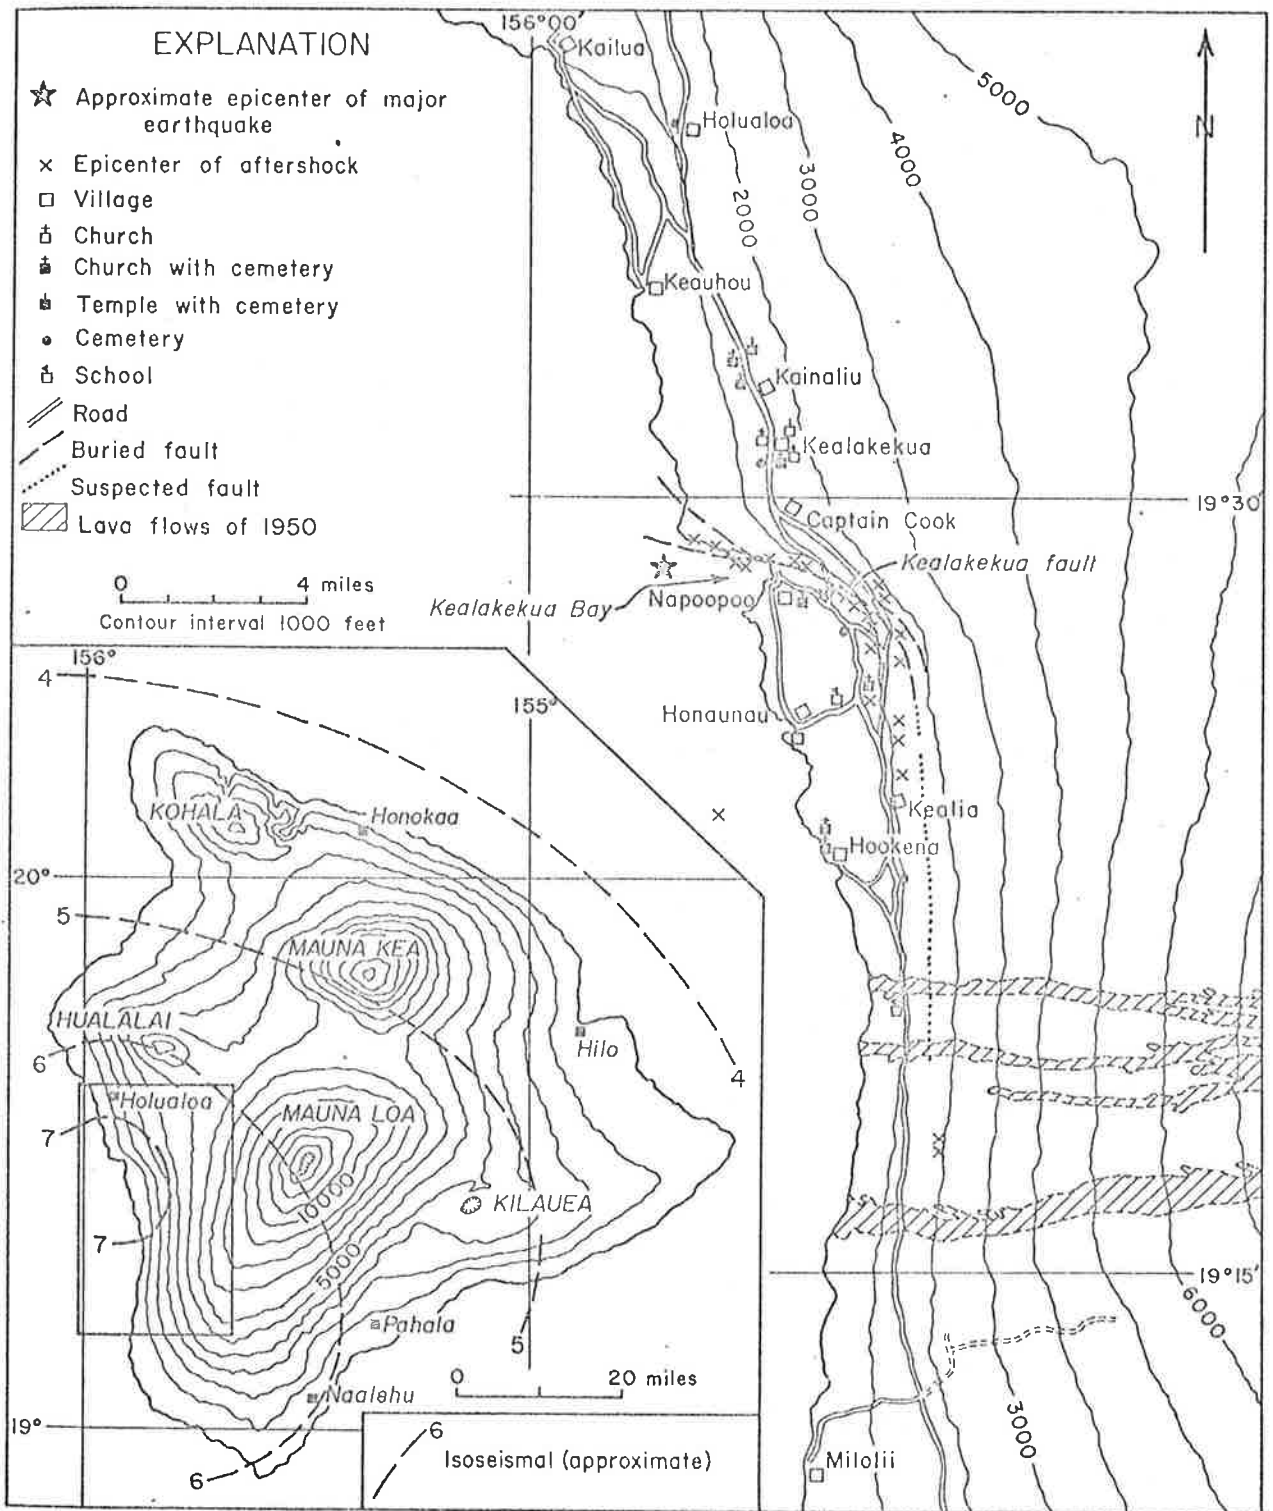 EXPLANATION
Approximate epicenter of major
earthquake
Epicenter of aftershock
Village
Church
Church with cemetery
Temple with cemetery
Cemetery
School
Road
Buried fault
Suspected fault
Lava flows of 1950
0 4 miles
Contour interval 1000 feet
156°00'
Kailua
Holualoa
5000
4000
3000
2000
N
Keauhou
Kainaliu
Kealakekua
19°30'
Captain Cook
Kealakekua fault
Napoopoo
Kealakekua Bay
Honaunau
Kealia
Hookena
19°15'
6000
3000
Milolii
156°
4
155°
KOHALA
Honokaa
20°
5
MAUNA KEA
HUALALAI
6
Hilo
4
Holualoa
MAUNA LOA
7
10000
KILAUEA
7
5000
Pahala
5
0 20 miles
Naalehu
19°
6
6
Isoseismal (approximate)